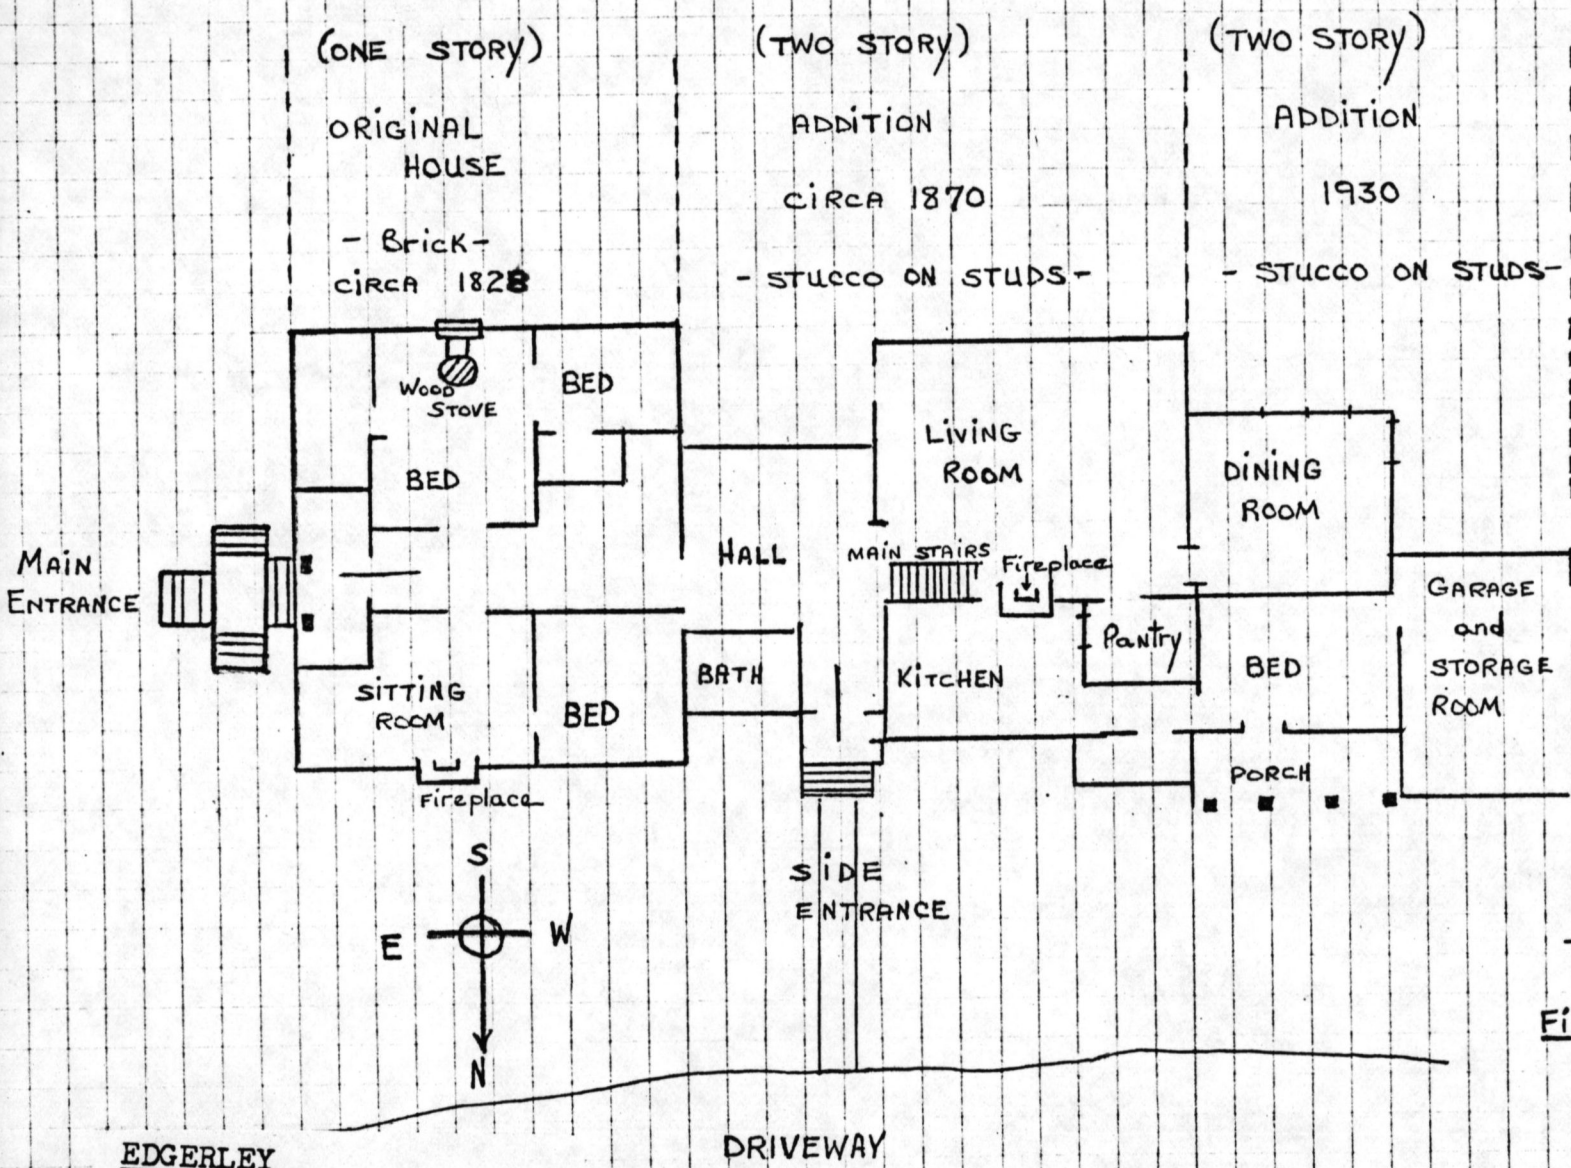 (ONE STORY)
ORIGINAL
HOUSE
- Brick -
CIRCA 1828
(TWO STORY)
ADDITION
CIRCA 1870
- STUCCO ON STUDS -
(TWO STORY)
ADDITION
1930
- STUCCO ON STUDS -
WOOD
STOVE
BED
BED
LIVING
ROOM
DINING
ROOM
MAIN
ENTRANCE
HALL
MAIN STAIRS
Fireplace
GARAGE
and
STORAGE
ROOM
SITTING
ROOM
BED
BATH
KITCHEN
Pantry
BED
PORCH
Fireplace
SIDE
ENTRANCE
S
E
W
N
Fi
EDGERLEY
DRIVEWAY